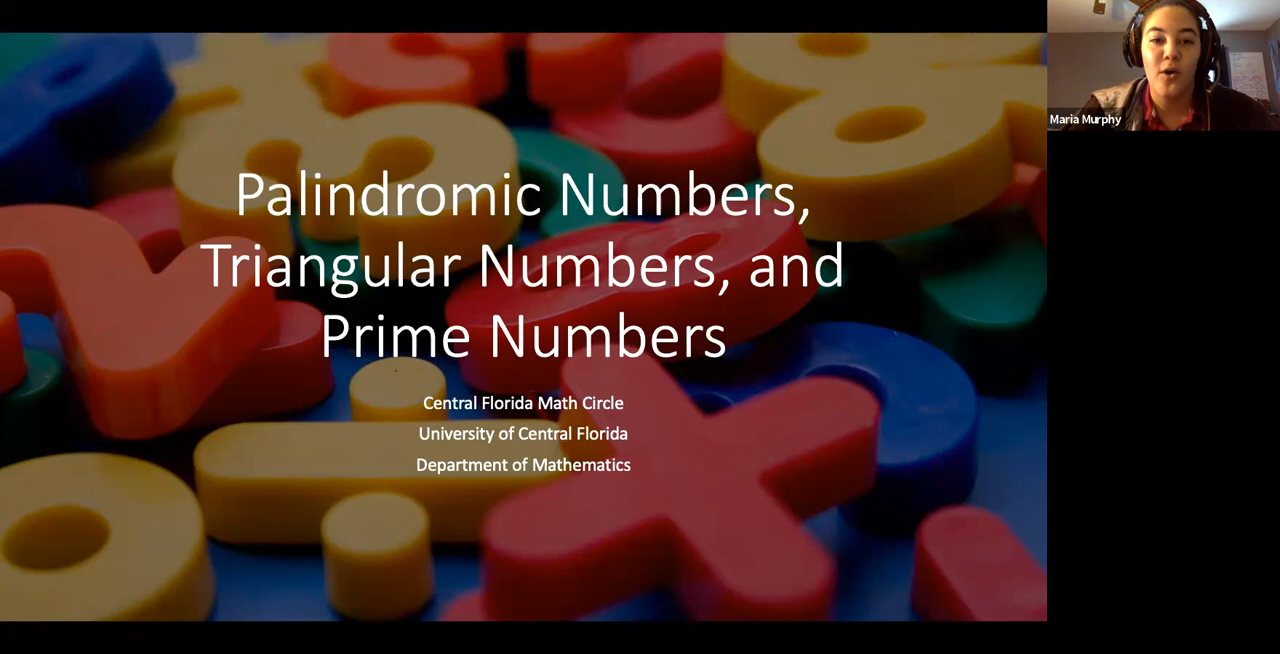 Palindromic Numbers,
Triangular Numbers, and
Prime Numbers
Central Florida Math Circle
University of Central Florida
Department of Mathematics
Maria Murphy